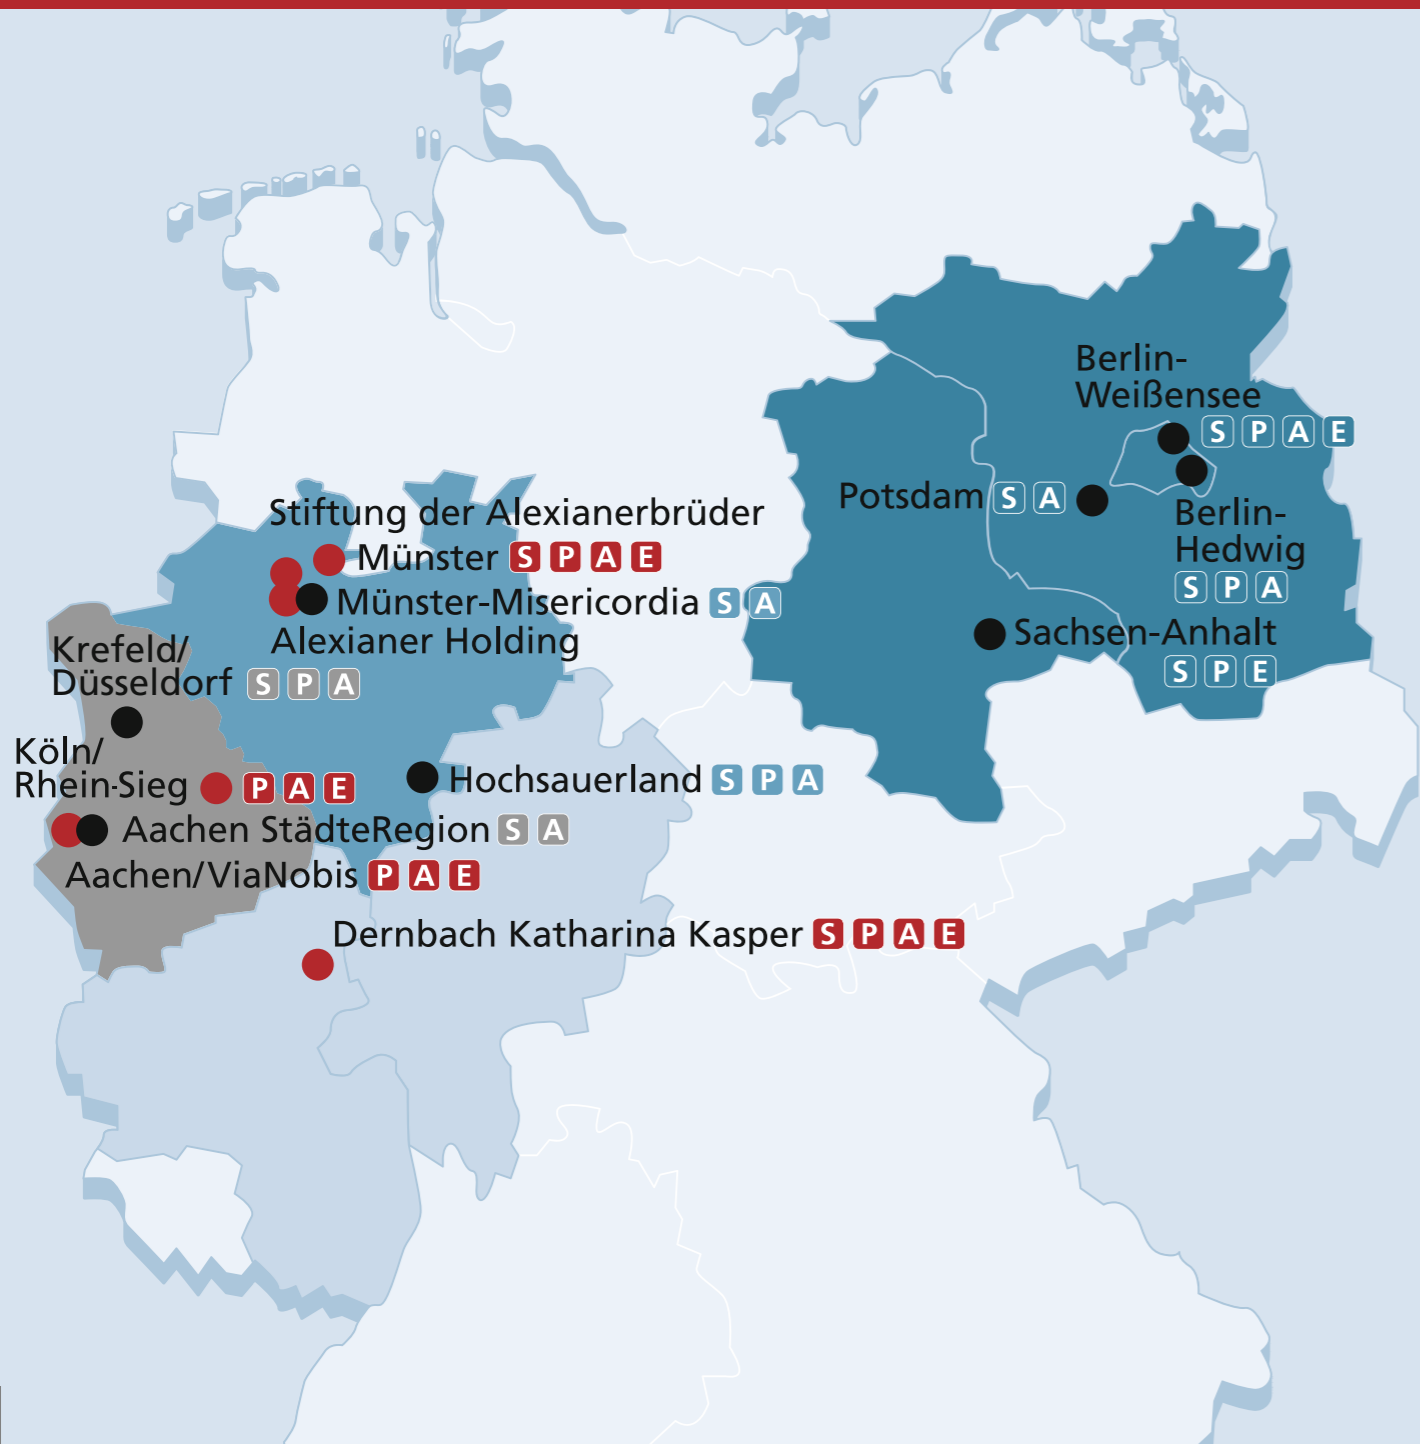 Berlin-
Weißensee
S P A E
Potsdam S A
Berlin-
Hedwig
S P A
Sachsen-Anhalt
S P E
Stiftung der Alexianerbrüder
Münster S P A E
Münster-Misericordia S A
Alexianer Holding
Krefeld/
Düsseldorf S P A
Köln/
Rhein-Sieg P A E
Hochsauerland S P A
Aachen StädteRegion S A
Aachen/ViaNobis P A E
Dernbach Katharina Kasper S P A E